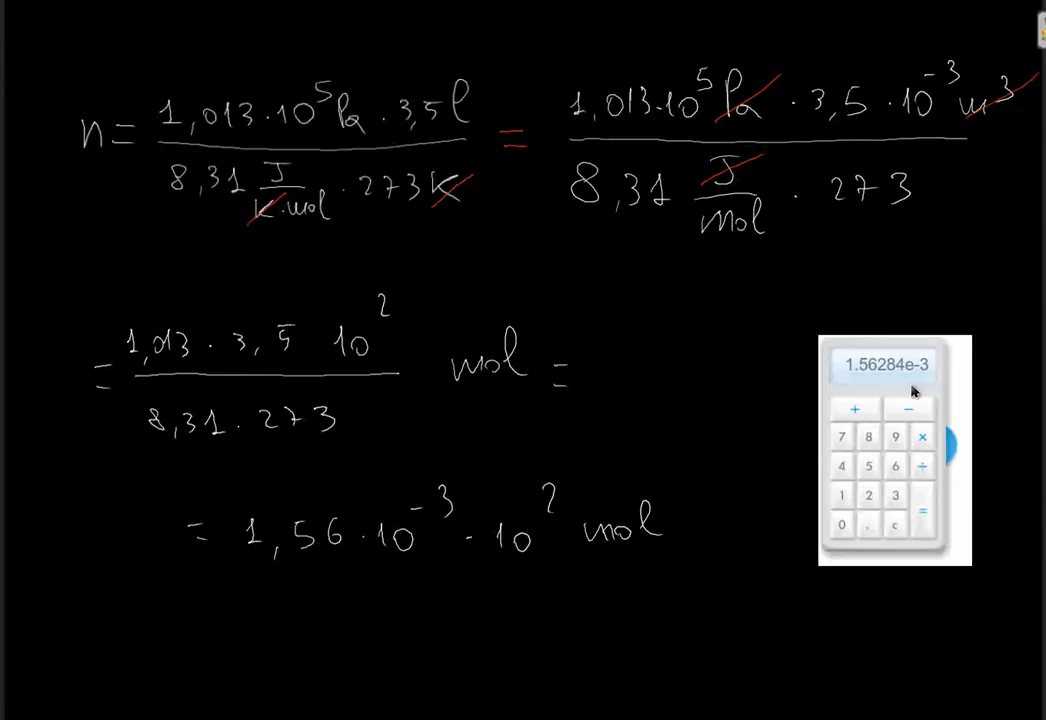 n = 1,013·10^5 Pa · 3,5 l / 8,31 J/K·mol · 273 K = 1,013·10^5 Pa · 3,5 · 10^-3 m^3 / 8,31 J/mol · 273
= 1,013 · 3,5 10^2 / 8,31 · 273 mol =
= 1,56 · 10^-3 · 10^2 mol
1.56284e-3
+ −
7 8 9 ×
4 5 6 ÷
1 2 3
=
0 . c